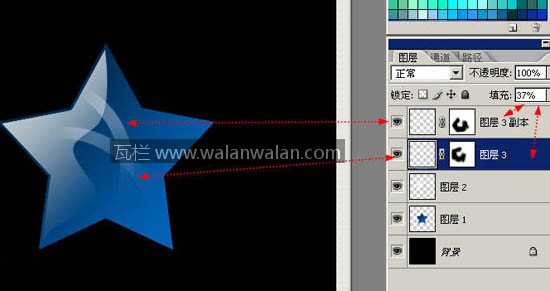 图层 通道 路径
正常 不透明度: 100%
锁定: 填充: 37%
图层 3 副本
瓦栏 www.walanwalan.com
图层 3
图层 2
图层 1
背景